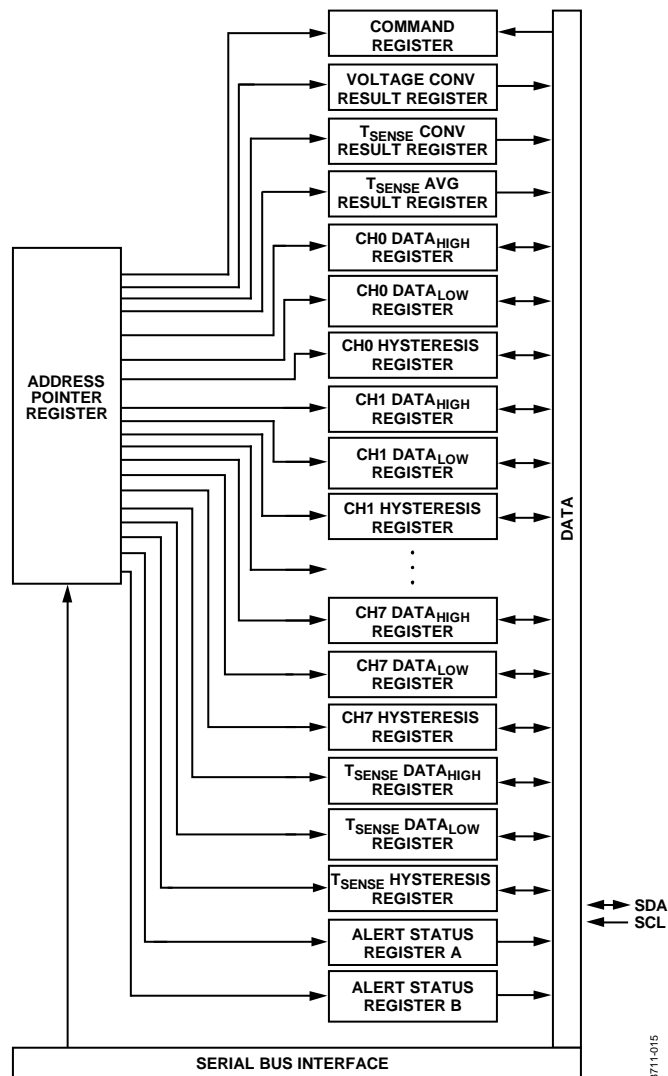 COMMAND
REGISTER
VOLTAGE CONV
RESULT REGISTER
TSENSE CONV
RESULT REGISTER
TSENSE AVG
RESULT REGISTER
CH0 DATAHIGH
REGISTER
CH0 DATALOW
REGISTER
CH0 HYSTERESIS
REGISTER
ADDRESS
POINTER
REGISTER
CH1 DATAHIGH
REGISTER
CH1 DATALOW
REGISTER
CH1 HYSTERESIS
REGISTER
DATA
CH7 DATAHIGH
REGISTER
CH7 DATALOW
REGISTER
CH7 HYSTERESIS
REGISTER
TSENSE DATAHIGH
REGISTER
TSENSE DATALOW
REGISTER
TSENSE HYSTERESIS
REGISTER
SDA
SCL
ALERT STATUS
REGISTER A
ALERT STATUS
REGISTER B
SERIAL BUS INTERFACE